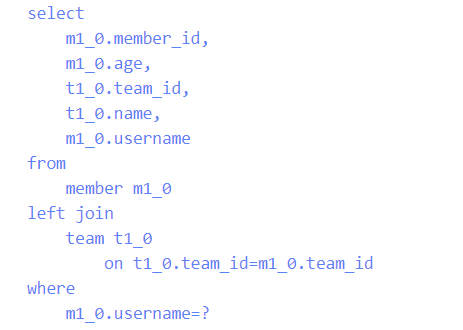 select
    m1_0.member_id,
    m1_0.age,
    t1_0.team_id,
    t1_0.name,
    m1_0.username
from
    member m1_0
left join
    team t1_0
        on t1_0.team_id=m1_0.team_id
where
    m1_0.username=?